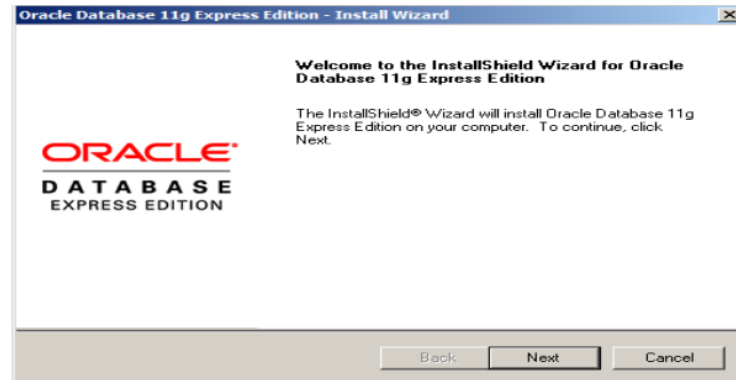 Oracle Database 11g Express Edition - Install Wizard
Welcome to the InstallShield Wizard for Oracle
Database 11g Express Edition
The InstallShield® Wizard will install Oracle Database 11g
Express Edition on your computer. To continue, click
Next.
ORACLE
DATABASE
EXPRESS EDITION
Back
Next
Cancel